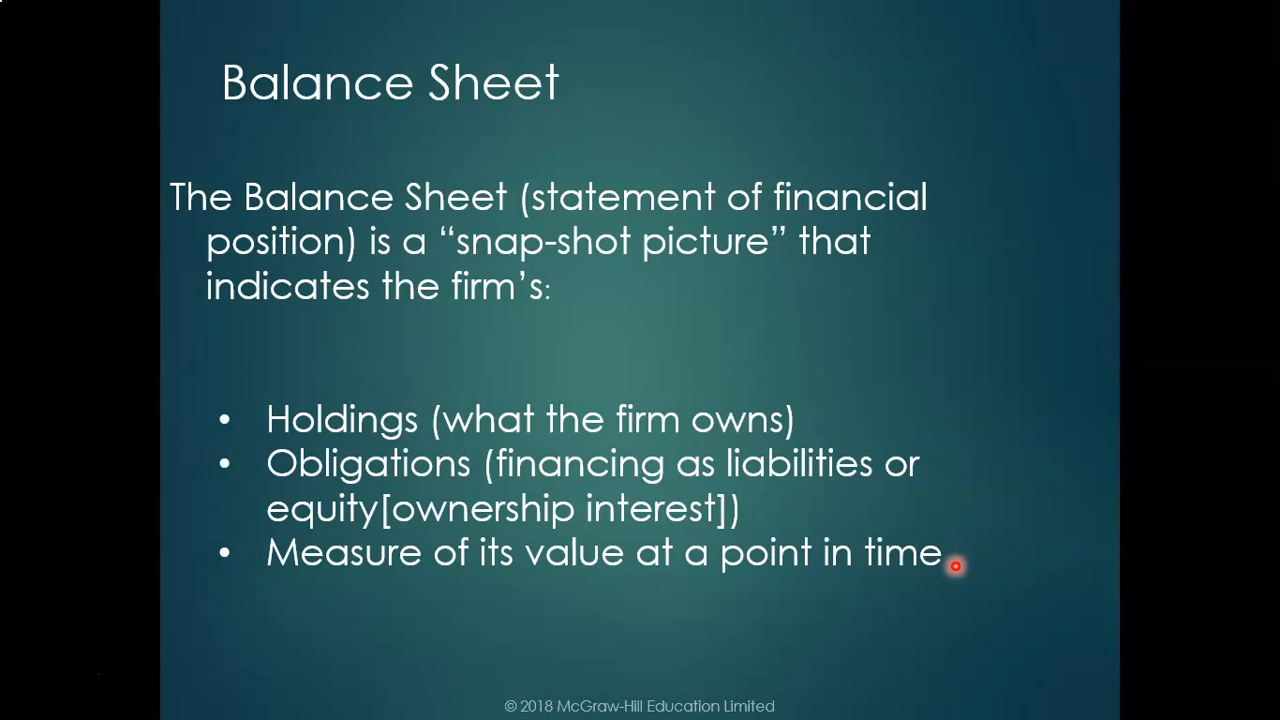 Balance Sheet
The Balance Sheet (statement of financial
position) is a “snap-shot picture” that
indicates the firm’s:
• Holdings (what the firm owns)
• Obligations (financing as liabilities or
equity[ownership interest])
• Measure of its value at a point in time
© 2018 McGraw-Hill Education Limited